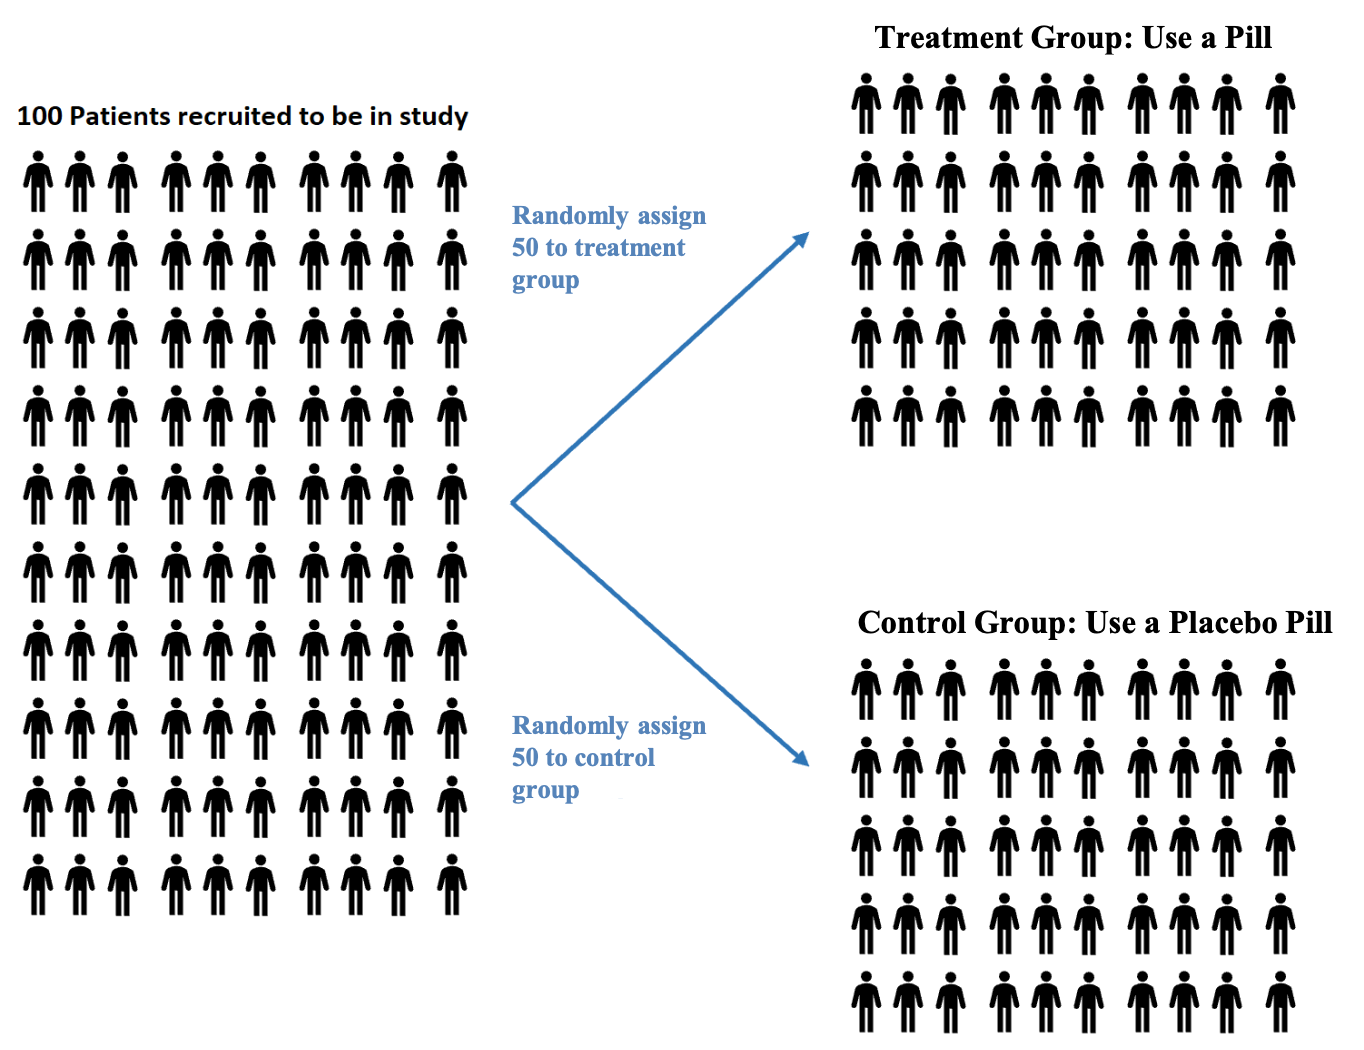 100 Patients recruited to be in study
Randomly assign
50 to treatment
group
Treatment Group: Use a Pill
Randomly assign
50 to control
group
Control Group: Use a Placebo Pill